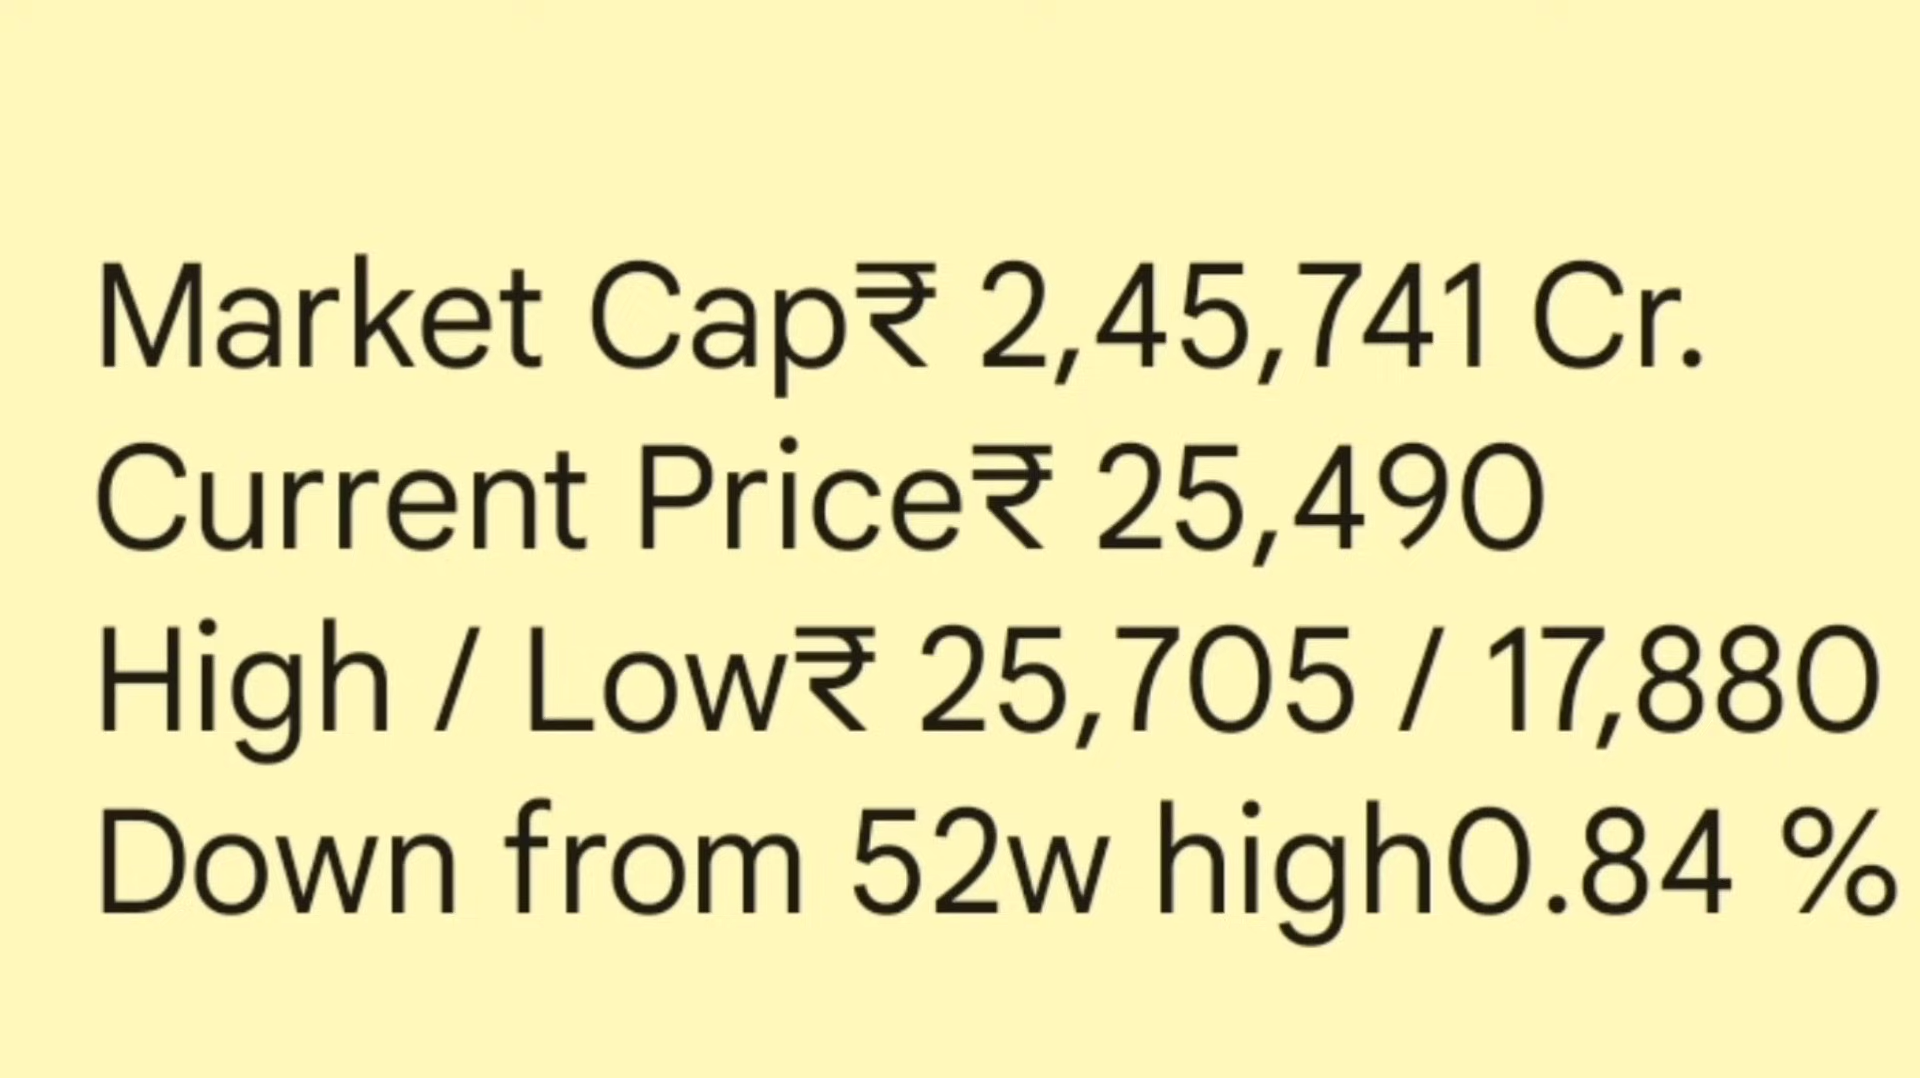 Market Cap₹ 2,45,741 Cr.
Current Price₹ 25,490
High / Low₹ 25,705 / 17,880
Down from 52w high0.84 %